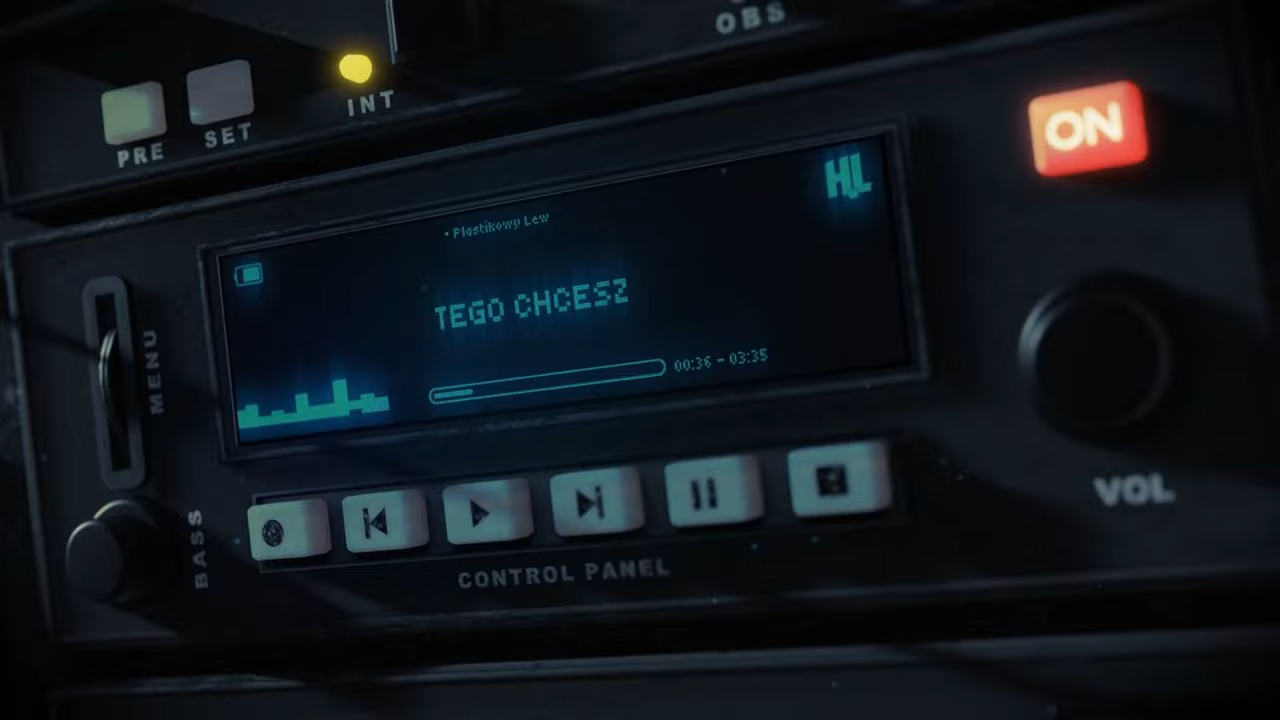 OBS
PRE
SET
INT
ON
HL
• Plastikowy Lew
TEGO CHCESZ
00:36 - 03:35
MENU
BASS
VOL
CONTROL PANEL